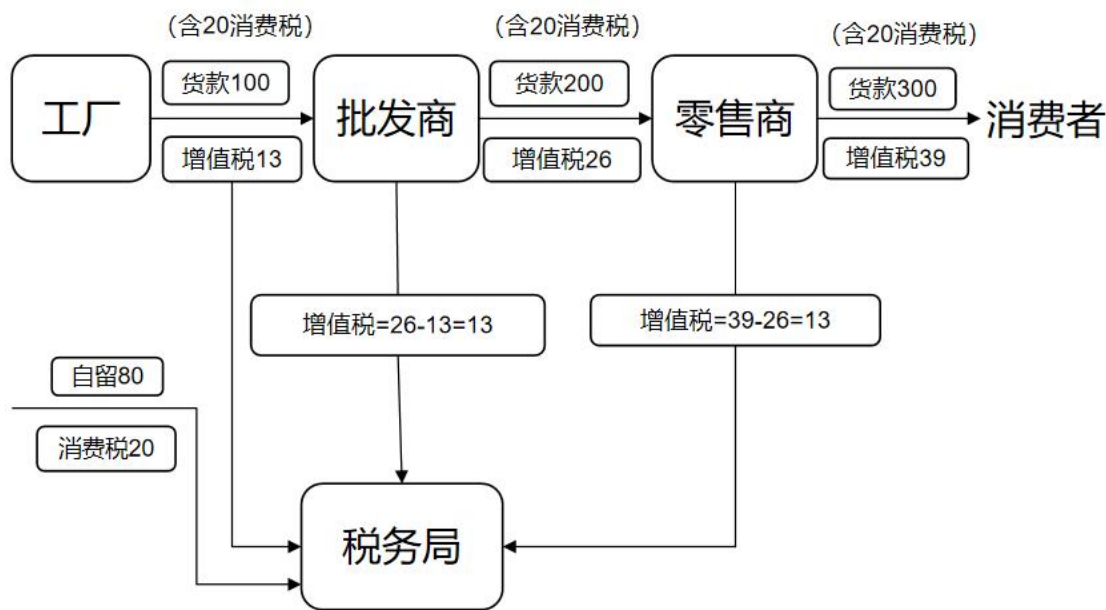 （含20消费税）
（含20消费税）
（含20消费税）
工厂
货款100
增值税13
批发商
货款200
增值税26
零售商
货款300
增值税39
消费者
增值税=26-13=13
增值税=39-26=13
自留80
消费税20
税务局